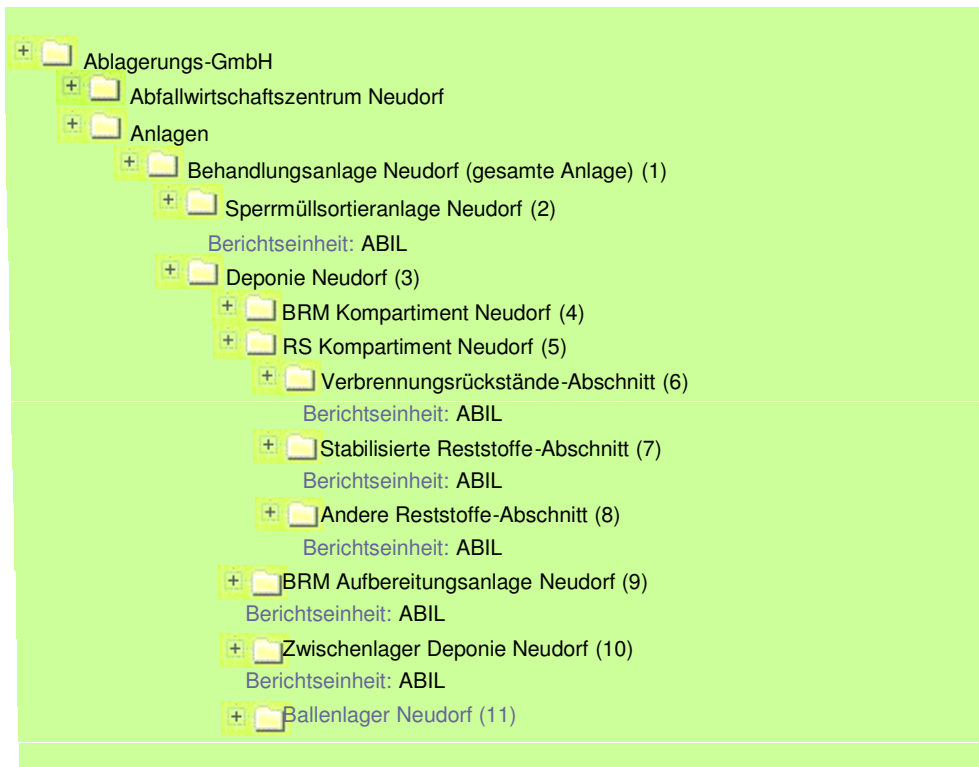 Ablagerungs-GmbH
Abfallwirtschaftszentrum Neudorf
Anlagen
Behandlungsanlage Neudorf (gesamte Anlage) (1)
Sperrmüllsortieranlage Neudorf (2)
Berichtseinheit: ABIL
Deponie Neudorf (3)
BRM Kompartiment Neudorf (4)
RS Kompartiment Neudorf (5)
Verbrennungsrückstände-Abschnitt (6)
Berichtseinheit: ABIL
Stabilisierte Reststoffe-Abschnitt (7)
Berichtseinheit: ABIL
Andere Reststoffe-Abschnitt (8)
Berichtseinheit: ABIL
BRM Aufbereitungsanlage Neudorf (9)
Berichtseinheit: ABIL
Zwischenlager Deponie Neudorf (10)
Berichtseinheit: ABIL
Ballenlager Neudorf (11)